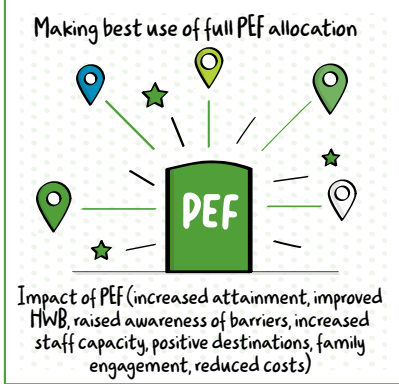 Making best use of full PEF allocation
PEF
Impact of PEF (increased attainment, improved
HWB, raised awareness of barriers, increased
staff capacity, positive destinations, family
engagement, reduced costs)